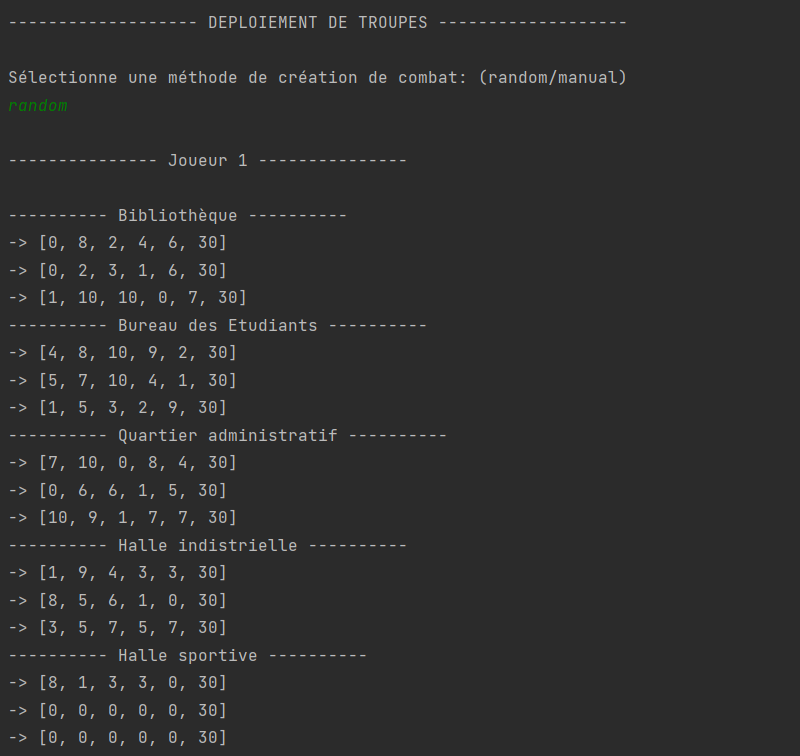 ------------------- DEPLOIEMENT DE TROUPES -------------------
Sélectionne une méthode de création de combat: (random/manual)
random
--------------- Joueur 1 ---------------
---------- Bibliothèque ----------
-> [0, 8, 2, 4, 6, 30]
-> [0, 2, 3, 1, 6, 30]
-> [1, 10, 10, 0, 7, 30]
---------- Bureau des Etudiants ----------
-> [4, 8, 10, 9, 2, 30]
-> [5, 7, 10, 4, 1, 30]
-> [1, 5, 3, 2, 9, 30]
---------- Quartier administratif ----------
-> [7, 10, 0, 8, 4, 30]
-> [0, 6, 6, 1, 5, 30]
-> [10, 9, 1, 7, 7, 30]
---------- Halle indistrielle ----------
-> [1, 9, 4, 3, 3, 30]
-> [8, 5, 6, 1, 0, 30]
-> [3, 5, 7, 5, 7, 30]
---------- Halle sportive ----------
-> [8, 1, 3, 3, 0, 30]
-> [0, 0, 0, 0, 0, 30]
-> [0, 0, 0, 0, 0, 30]